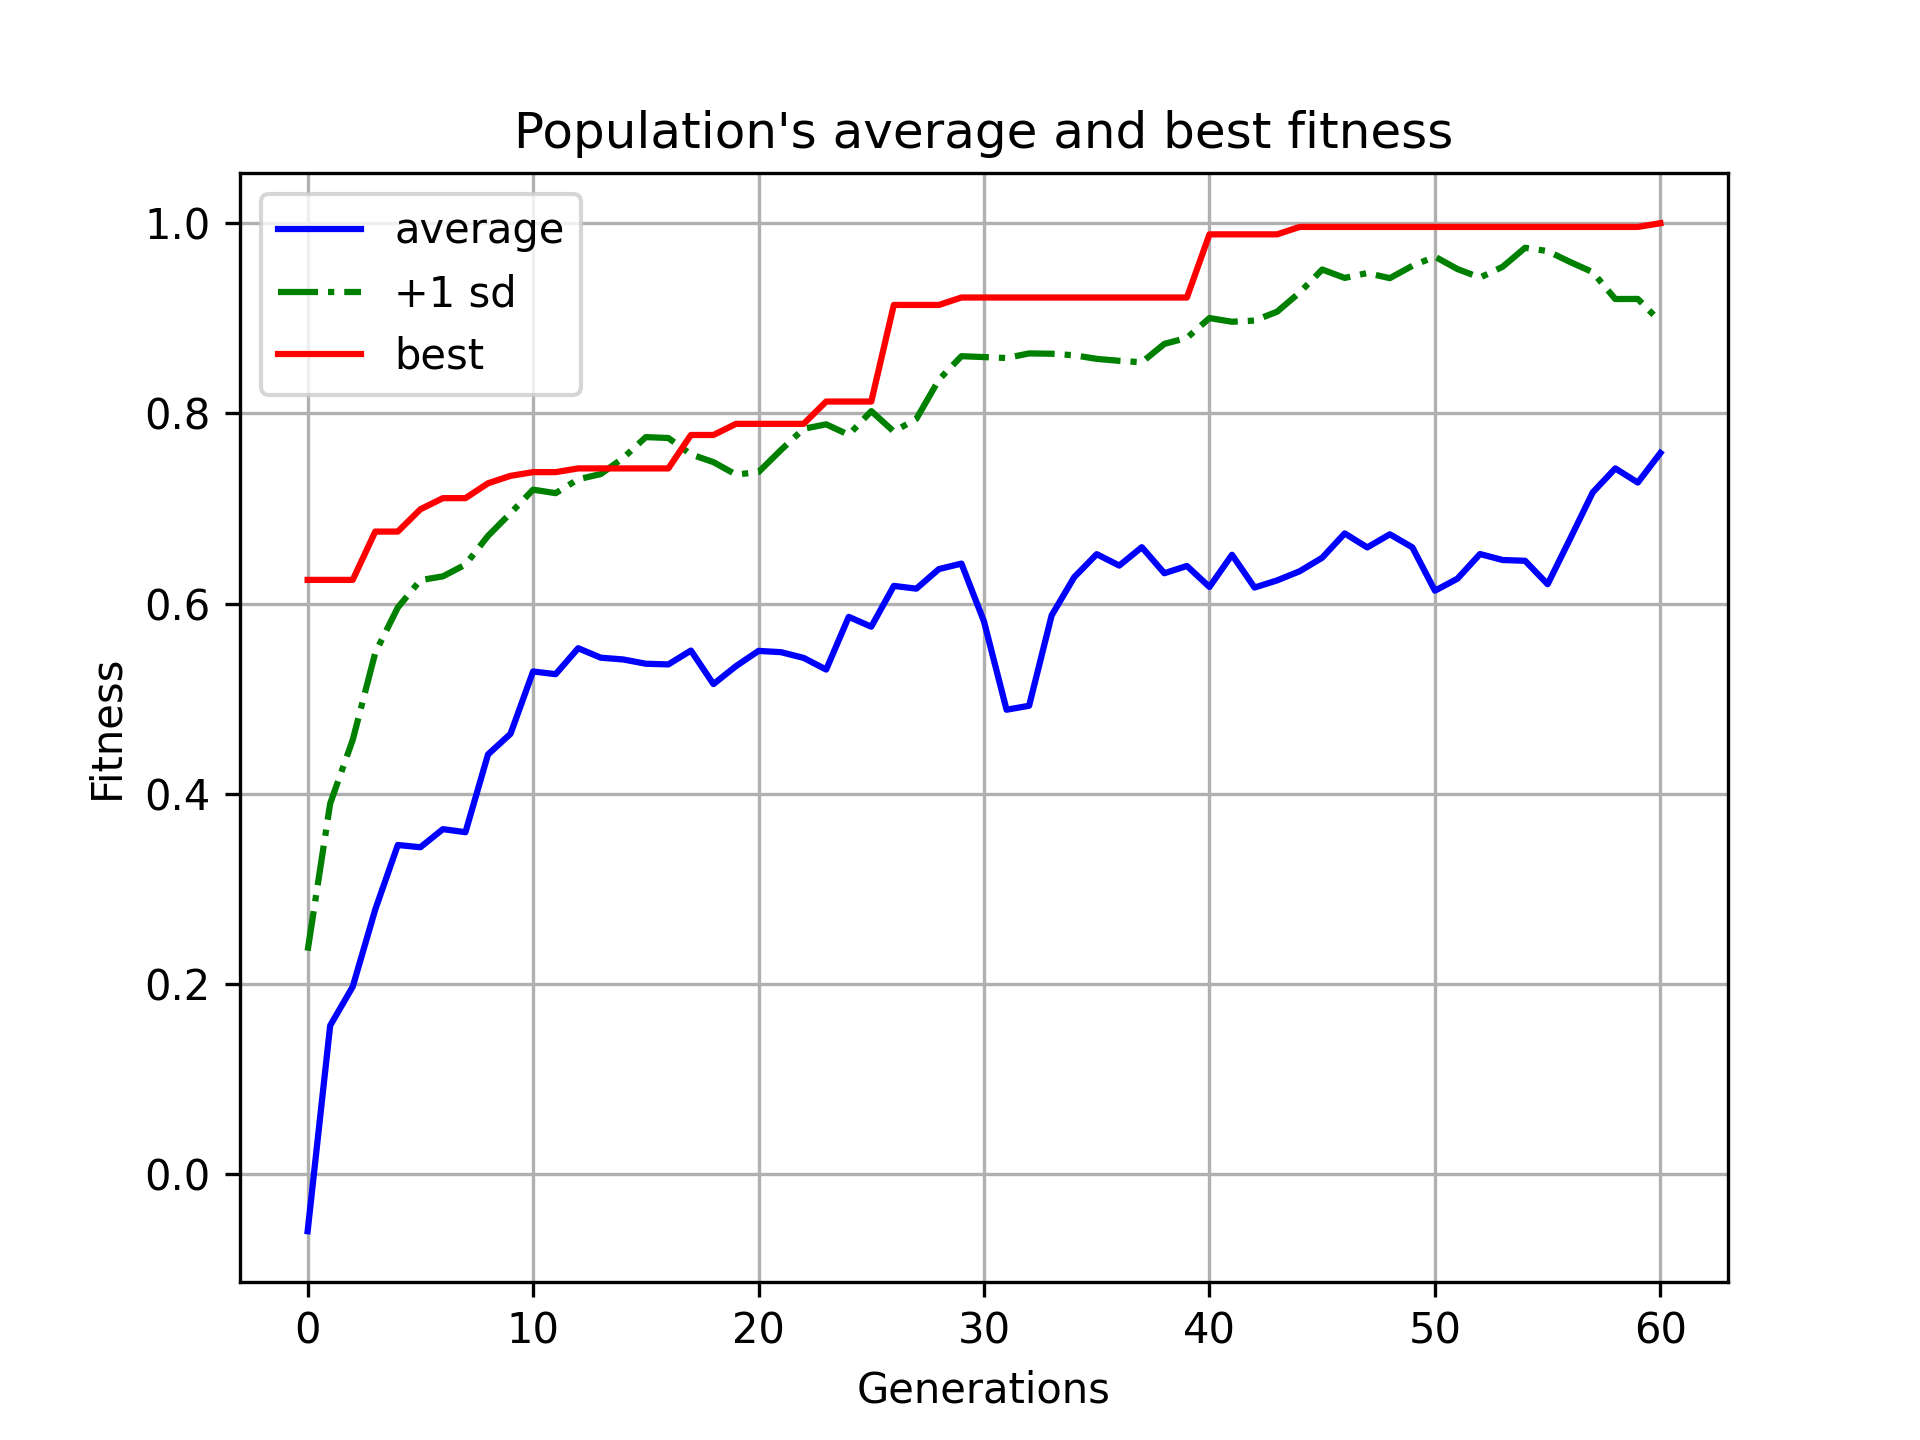 Population's average and best fitness
average
+1 sd
best
1.0
0.8
0.6
0.4
0.2
0.0
Fitness
0 10 20 30 40 50 60
Generations